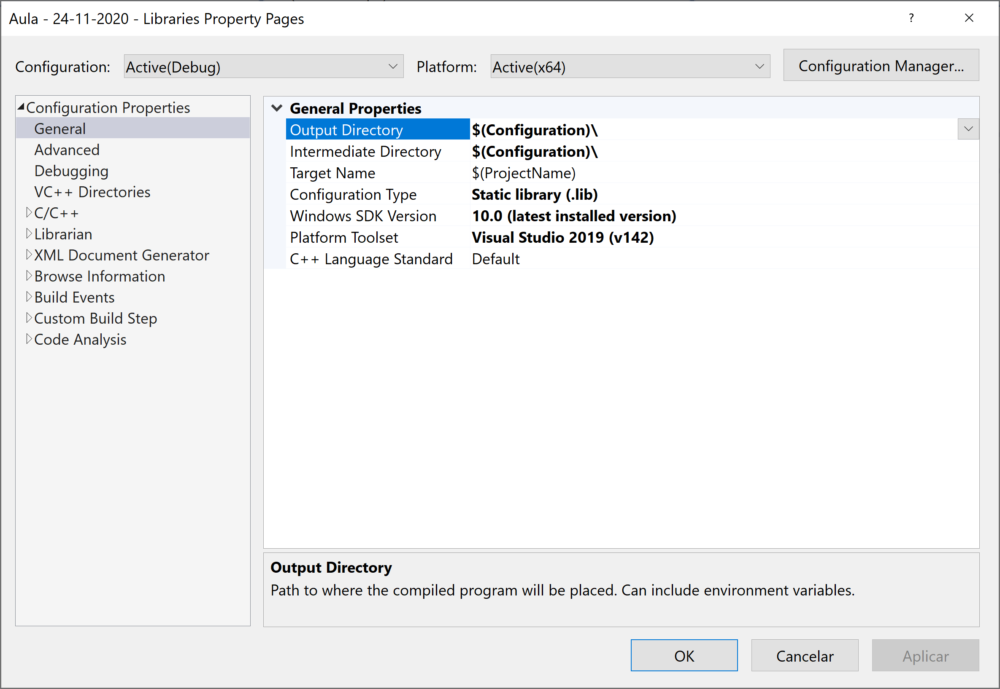 Aula - 24-11-2020 - Libraries Property Pages
?
Configuration: Active(Debug) Platform: Active(x64) Configuration Manager...
Configuration Properties
General
Advanced
Debugging
VC++ Directories
C/C++
Librarian
XML Document Generator
Browse Information
Build Events
Custom Build Step
Code Analysis
General Properties
Output Directory $(Configuration)\
Intermediate Directory $(Configuration)\
Target Name $(ProjectName)
Configuration Type Static library (.lib)
Windows SDK Version 10.0 (latest installed version)
Platform Toolset Visual Studio 2019 (v142)
C++ Language Standard Default
Output Directory
Path to where the compiled program will be placed. Can include environment variables.
OK Cancelar Aplicar